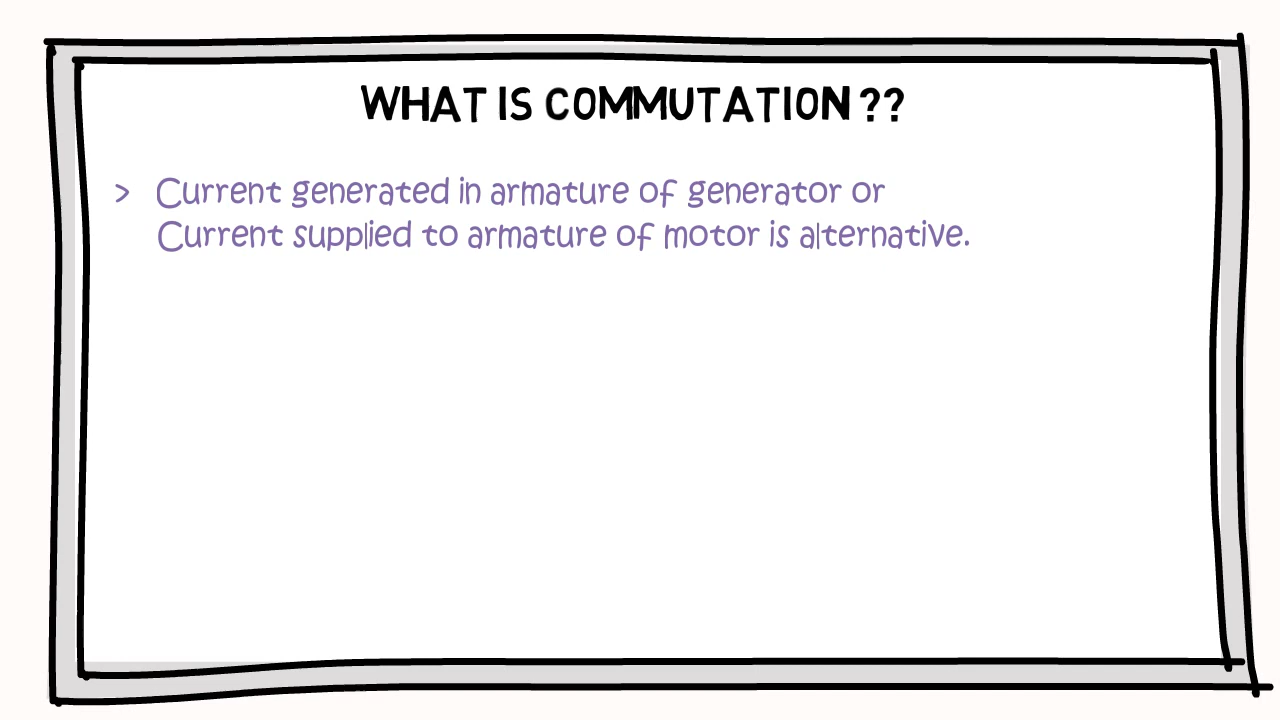 WHAT IS COMMUTATION ??
> Current generated in armature of generator or
Current supplied to armature of motor is alternative.